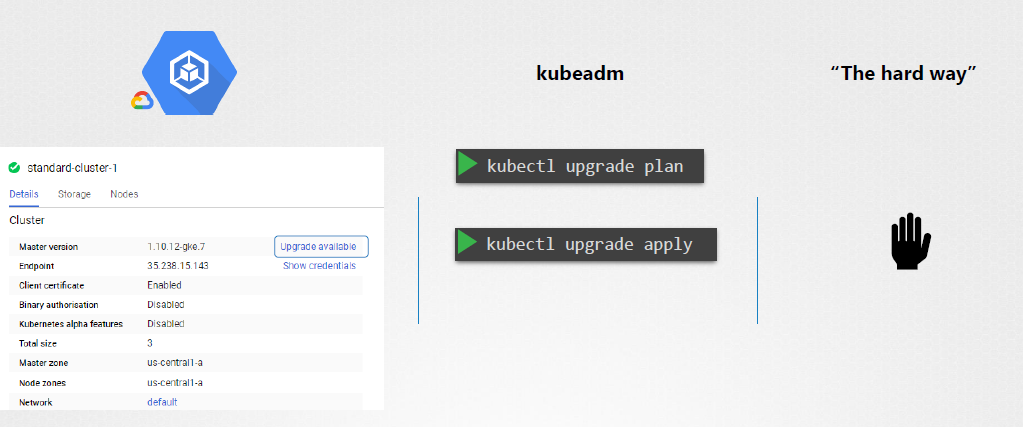 kubeadm
“The hard way”
standard-cluster-1
Details Storage Nodes
Cluster
Master version 1.10.12-gke.7 Upgrade available
Endpoint 35.238.15.143 Show credentials
Client certificate Enabled
Binary authorisation Disabled
Kubernetes alpha features Disabled
Total size 3
Master zone us-central1-a
Node zones us-central1-a
Network default
kubectl upgrade plan
kubectl upgrade apply